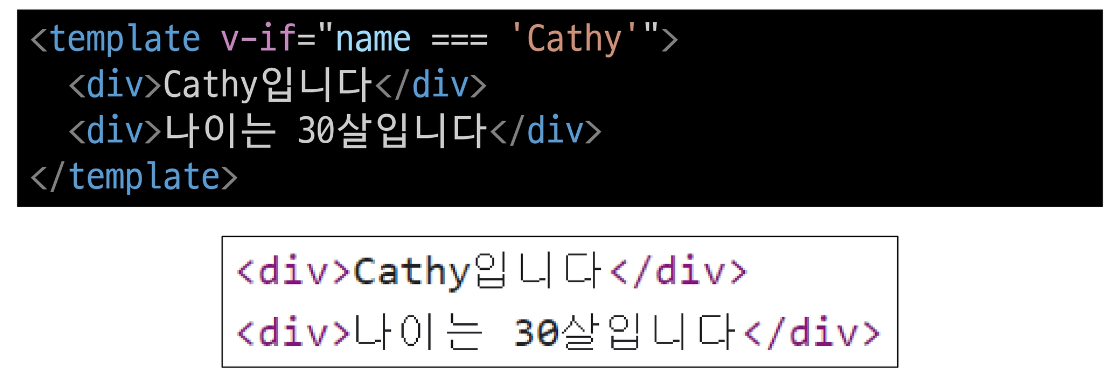 <template v-if="name === 'Cathy'">
<div>Cathy입니다</div>
<div>나이는 30살입니다</div>
</template>
<div>Cathy입니다</div>
<div>나이는 30살입니다</div>